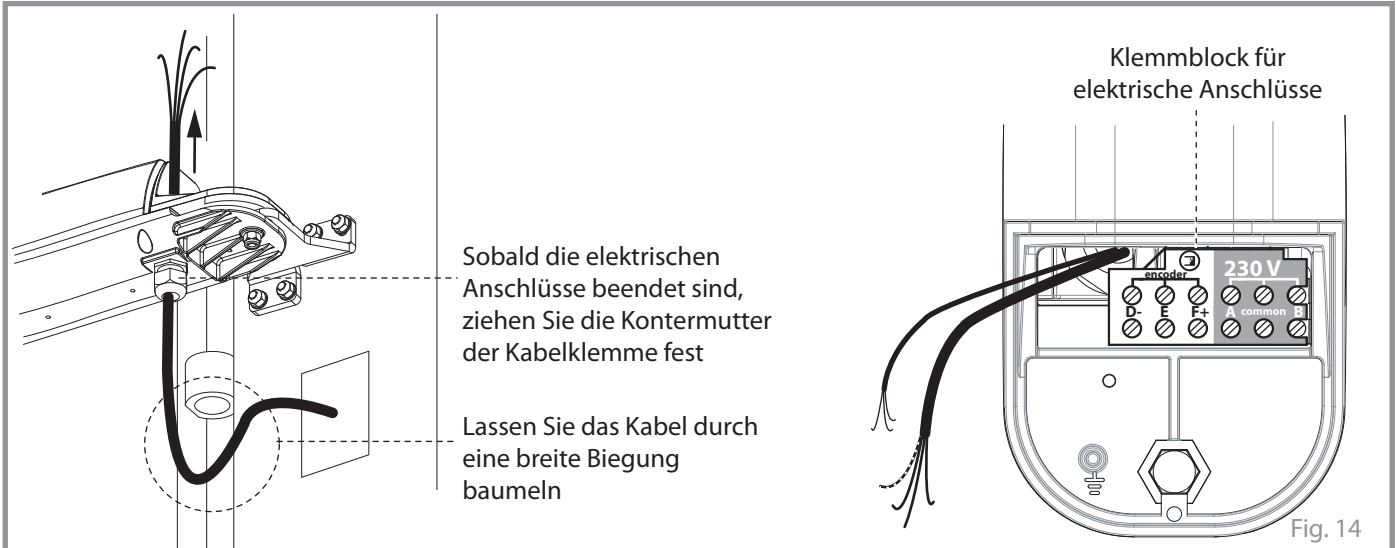 Klemmblock für
elektrische Anschlüsse
Sobald die elektrischen
Anschlüsse beendet sind,
ziehen Sie die Kontermutter
der Kabelklemme fest
Lassen Sie das Kabel durch
eine breite Biegung
baumeln
encoder
230 V
D- E F+ A common B
Fig. 14